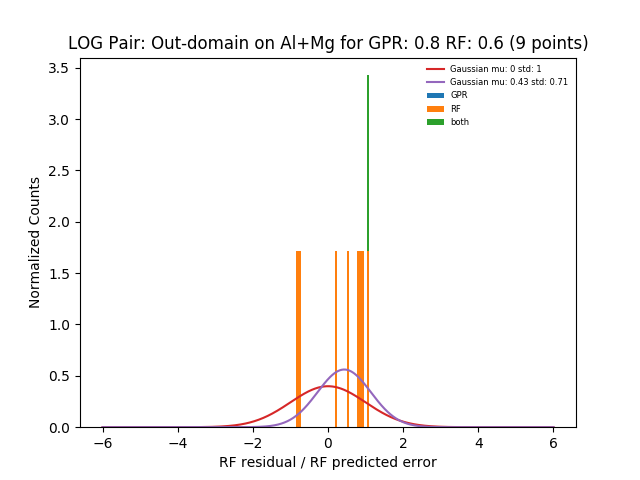 LOG Pair: Out-domain on Al+Mg for GPR: 0.8 RF: 0.6 (9 points)
Gaussian mu: 0 std: 1
Gaussian mu: 0.43 std: 0.71
GPR
RF
both
Normalized Counts
3.5
3.0
2.5
2.0
1.5
1.0
0.5
0.0
−6 −4 −2 0 2 4 6
RF residual / RF predicted error